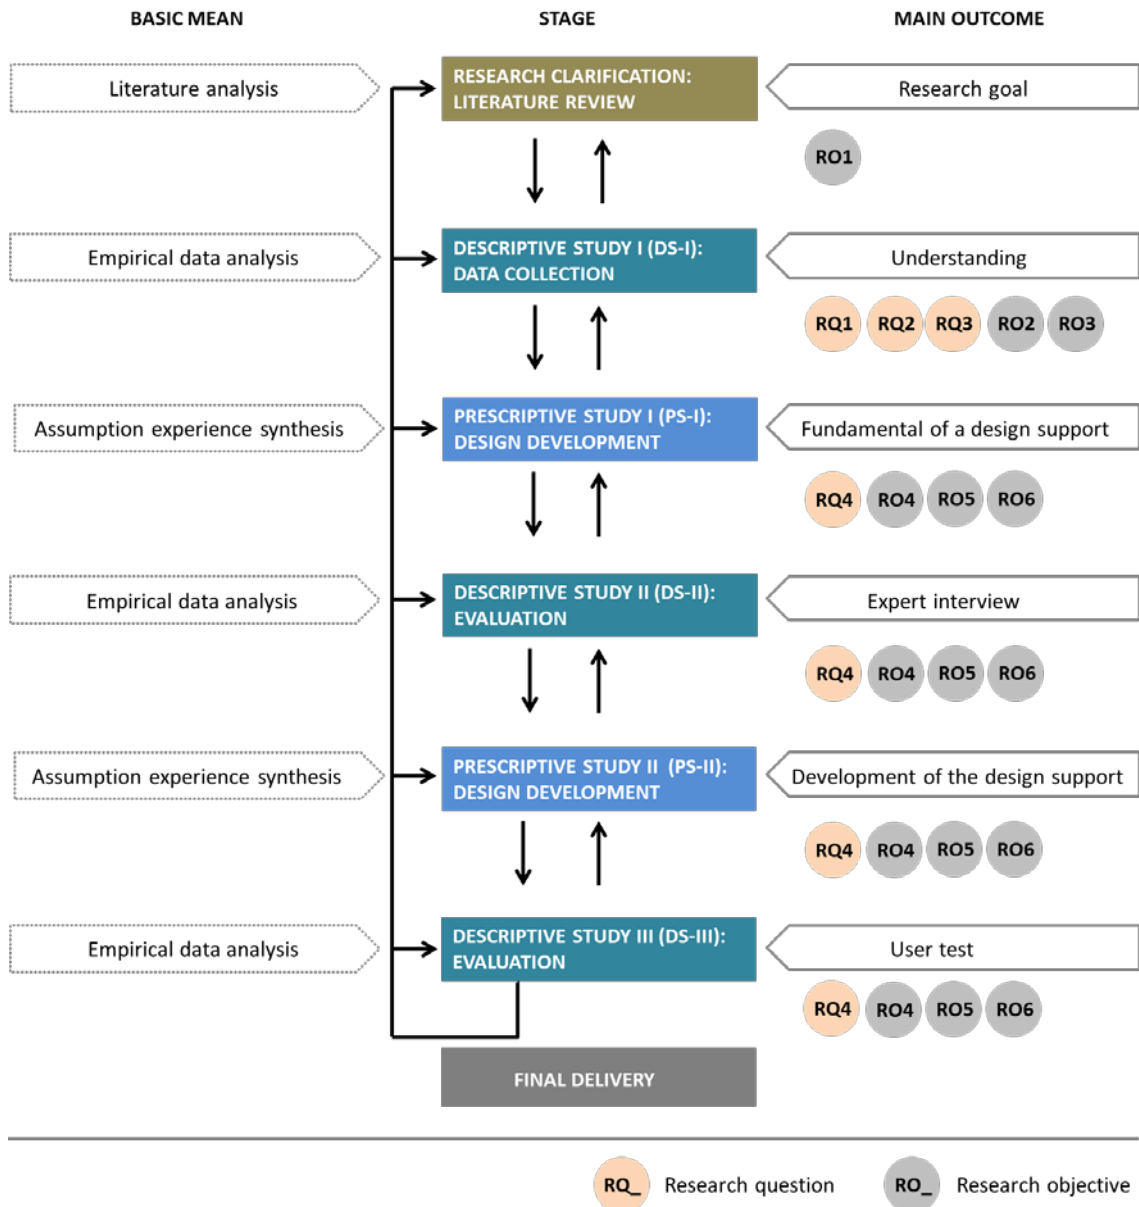 BASIC MEAN
STAGE
MAIN OUTCOME
Literature analysis
RESEARCH CLARIFICATION:
LITERATURE REVIEW
Research goal
RO1
Empirical data analysis
DESCRIPTIVE STUDY I (DS-I):
DATA COLLECTION
Understanding
RQ1 RQ2 RQ3 RO2 RO3
Assumption experience synthesis
PRESCRIPTIVE STUDY I (PS-I):
DESIGN DEVELOPMENT
Fundamental of a design support
RQ4 RO4 RO5 RO6
Empirical data analysis
DESCRIPTIVE STUDY II (DS-II):
EVALUATION
Expert interview
RQ4 RO4 RO5 RO6
Assumption experience synthesis
PRESCRIPTIVE STUDY II (PS-II):
DESIGN DEVELOPMENT
Development of the design support
RQ4 RO4 RO5 RO6
Empirical data analysis
DESCRIPTIVE STUDY III (DS-III):
EVALUATION
User test
RQ4 RO4 RO5 RO6
FINAL DELIVERY
RQ_ Research question
RO_ Research objective